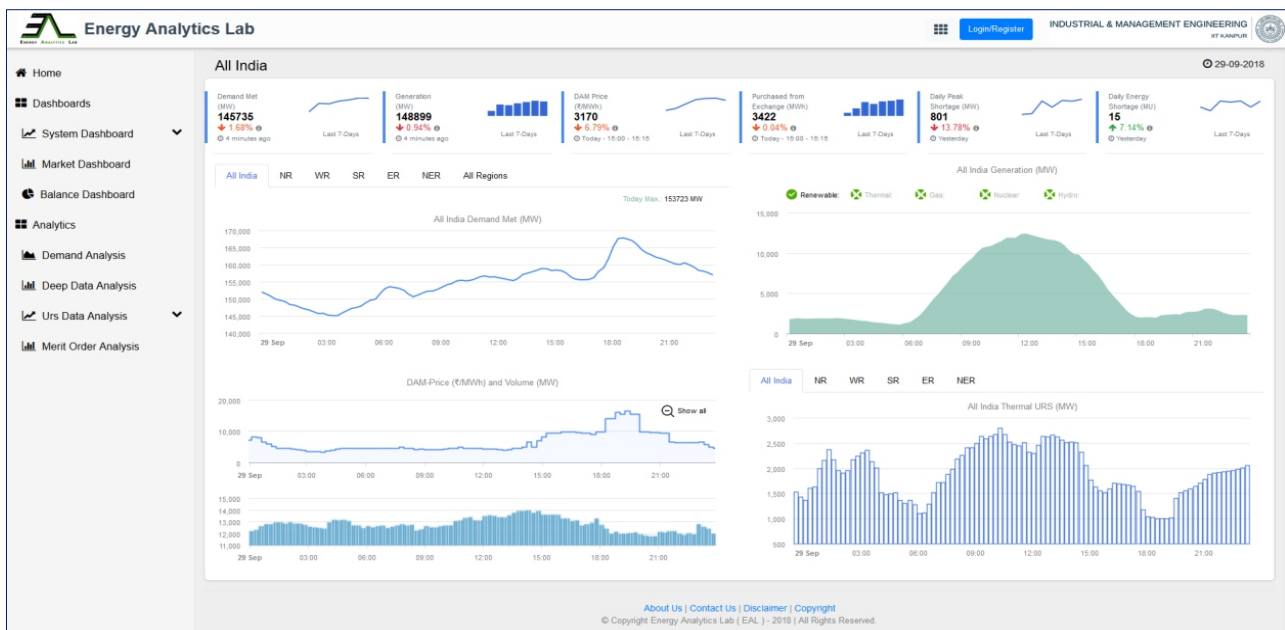 ENERGY ANALYTICS LAB
Energy Analytics Lab
Login/Register
INDUSTRIAL & MANAGEMENT ENGINEERING
IIT KANPUR
Home
Dashboards
System Dashboard
Market Dashboard
Balance Dashboard
Analytics
Demand Analysis
Deep Data Analysis
Urs Data Analysis
Merit Order Analysis
All India
29-09-2018
Demand Met
(MW)
145735
1.68%
4 minutes ago
Last 7-Days
Generation
(MW)
148899
0.94%
4 minutes ago
Last 7-Days
DAM Price
(₹/MWh)
3170
6.79%
Today - 15:00 - 15:15
Last 7-Days
Purchased from
Exchange (MWh)
3422
0.04%
Today - 15:00 - 15:15
Last 7-Days
Daily Peak
Shortage (MW)
801
13.78%
Yesterday
Last 7-Days
Daily Energy
Shortage (MU)
15
7.14%
Yesterday
Last 7-Days
All India NR WR SR ER NER All Regions
Today Max.: 153723 MW
All India Demand Met (MW)
170,000
165,000
160,000
155,000
150,000
145,000
140,000
29 Sep 03:00 06:00 09:00 12:00 15:00 18:00 21:00
All India Generation (MW)
Renewable: Thermal: Gas: Nuclear: Hydro:
15,000
10,000
5,000
0
29 Sep 03:00 06:00 09:00 12:00 15:00 18:00 21:00
DAM-Price (₹/MWh) and Volume (MW)
Show all
20,000
10,000
0
29 Sep 03:00 06:00 09:00 12:00 15:00 18:00 21:00
15,000
14,000
13,000
12,000
11,000
29 Sep 03:00 06:00 09:00 12:00 15:00 18:00 21:00
All India NR WR SR ER NER
All India Thermal URS (MW)
3,000
2,500
2,000
1,500
1,000
500
29 Sep 03:00 06:00 09:00 12:00 15:00 18:00 21:00
About Us | Contact Us | Disclaimer | Copyright
© Copyright Energy Analytics Lab ( EAL ) - 2018 | All Rights Reserved.